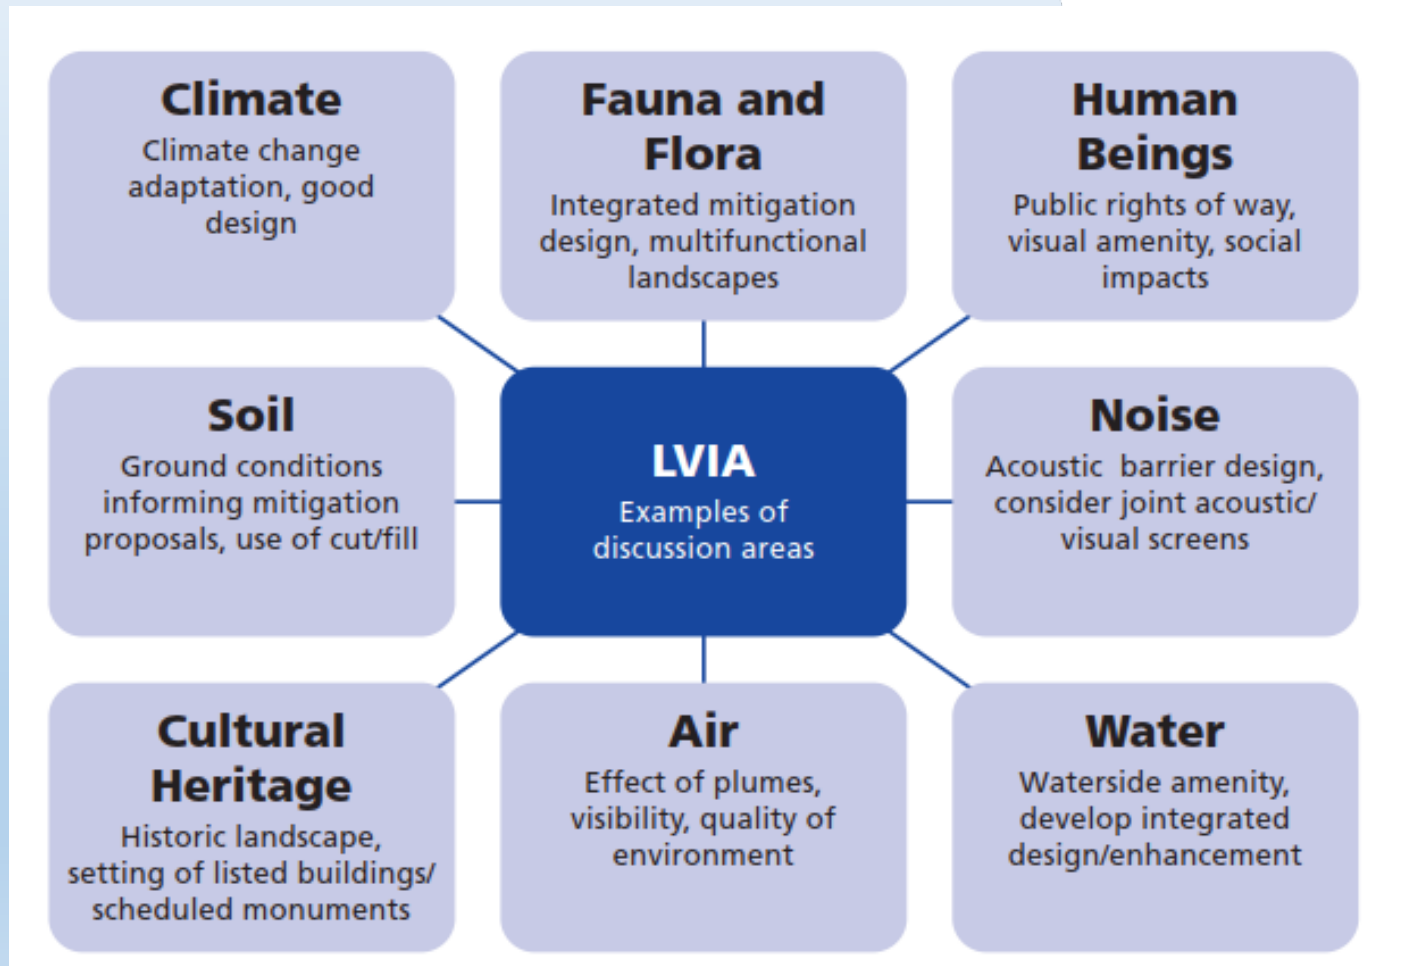 Climate
Climate change
adaptation, good
design
Fauna and
Flora
Integrated mitigation
design, multifunctional
landscapes
Human
Beings
Public rights of way,
visual amenity, social
impacts
Soil
Ground conditions
informing mitigation
proposals, use of cut/fill
LVIA
Examples of
discussion areas
Noise
Acoustic  barrier design,
consider joint acoustic/
visual screens
Cultural
Heritage
Historic landscape,
setting of listed buildings/
scheduled monuments
Air
Effect of plumes,
visibility, quality of
environment
Water
Waterside amenity,
develop integrated
design/enhancement